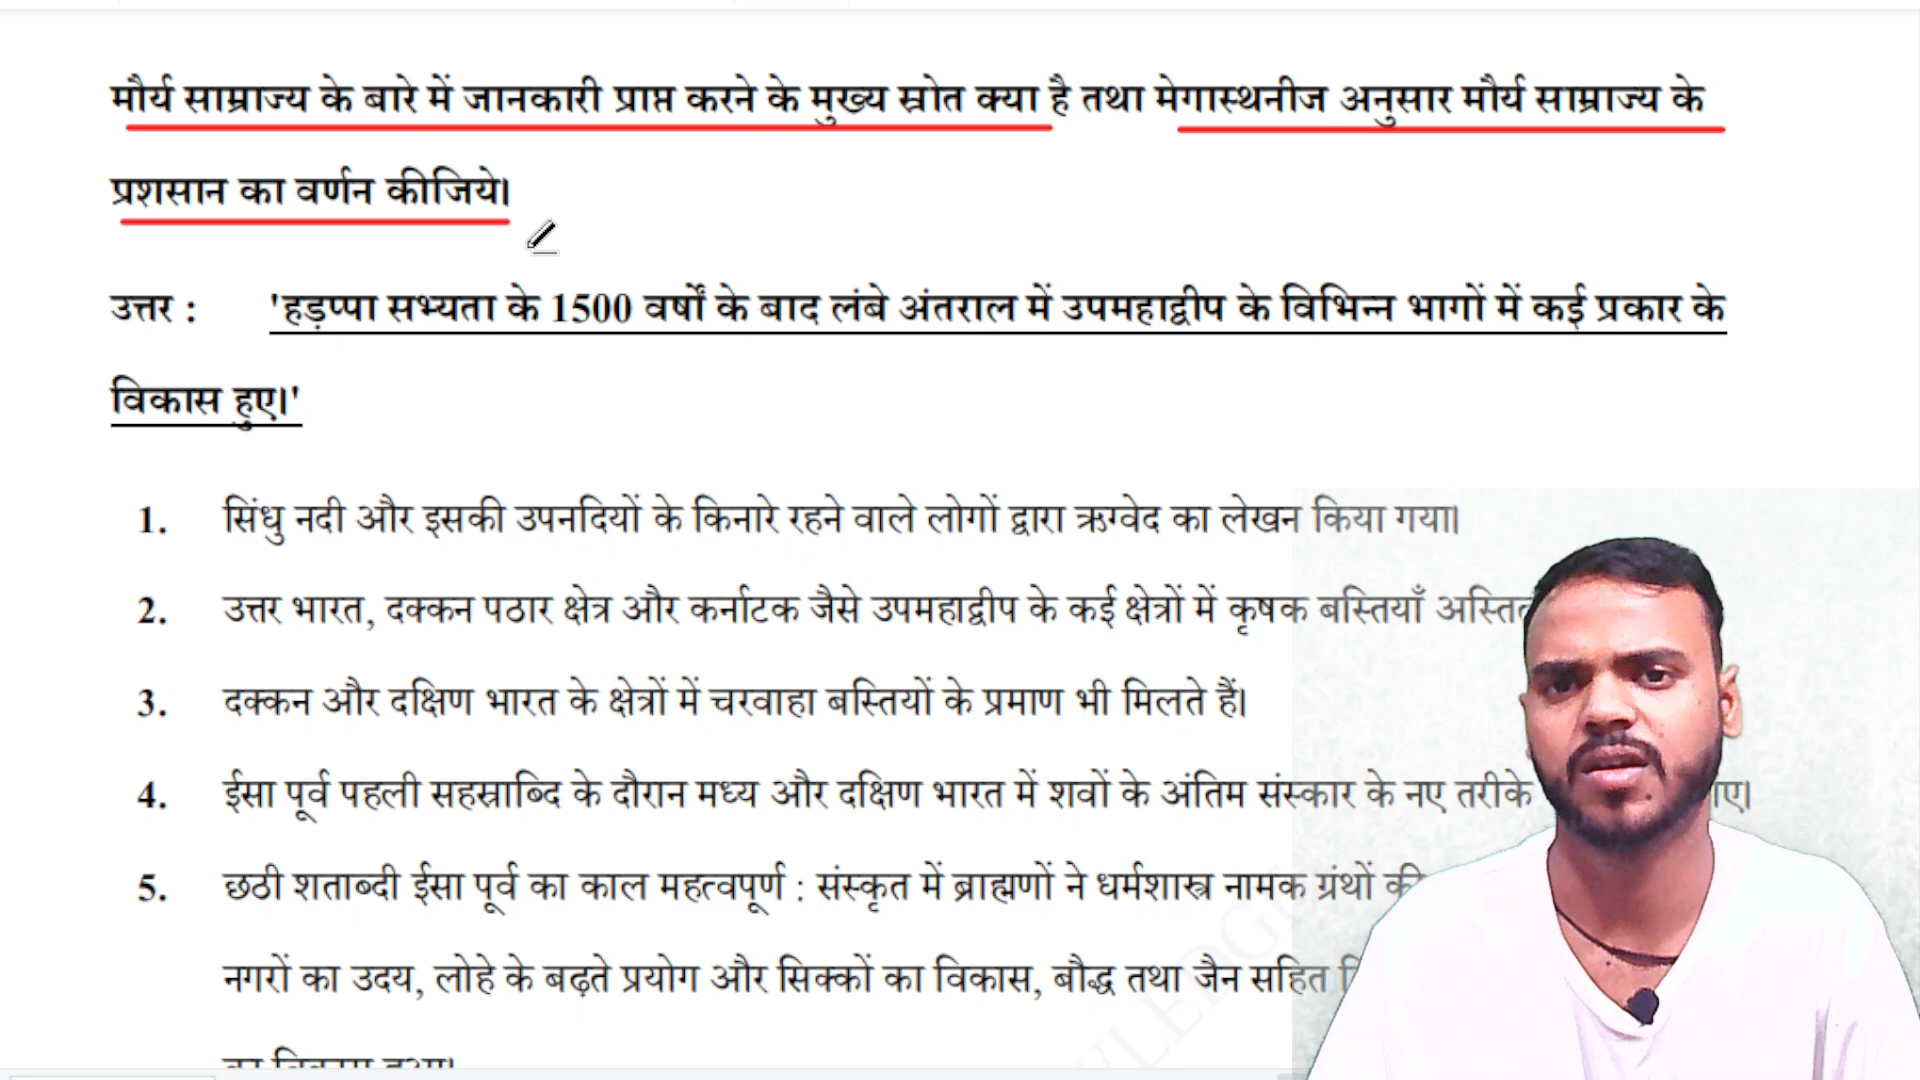 मौर्य साम्राज्य के बारे में जानकारी प्राप्त करने के मुख्य स्रोत क्या है तथा मेगास्थनीज अनुसार मौर्य साम्राज्य के
प्रशसान का वर्णन कीजिये।
उत्तर : 'हड़प्पा सभ्यता के 1500 वर्षों के बाद लंबे अंतराल में उपमहाद्वीप के विभिन्न भागों में कई प्रकार के
विकास हुए।'
1. सिंधु नदी और इसकी उपनदियों के किनारे रहने वाले लोगों द्वारा ऋग्वेद का लेखन किया गया।
2. उत्तर भारत, दक्कन पठार क्षेत्र और कर्नाटक जैसे उपमहाद्वीप के कई क्षेत्रों में कृषक बस्तियाँ
3. दक्कन और दक्षिण भारत के क्षेत्रों में चरवाहा बस्तियों के प्रमाण भी मिलते हैं।
4. ईसा पूर्व पहली सहस्राब्दि के दौरान मध्य और दक्षिण भारत में शवों के अंतिम संस्कार के नए तरीके
5. छठी शताब्दी ईसा पूर्व का काल महत्वपूर्ण : संस्कृत में ब्राह्मणों ने धर्मशास्त्र नामक ग्रंथों की
नगरों का उदय, लोहे के बढ़ते प्रयोग और सिक्कों का विकास, बौद्ध तथा जैन सहित